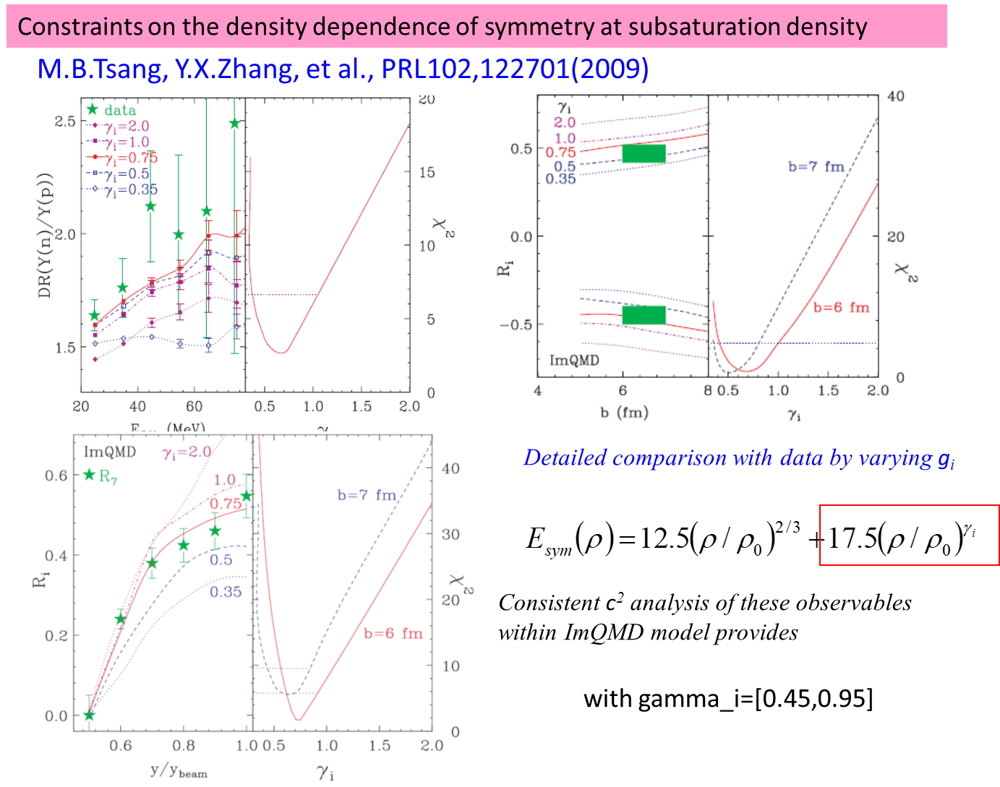 Constraints on the density dependence of symmetry at subsaturation density
M.B.Tsang, Y.X.Zhang, et al., PRL102,122701(2009)
data
γi=2.0
γi=1.0
γi=0.75
γi=0.5
γi=0.35
2.5
2.0
1.5
DR(Y(n)/Y(p))
20 40 60
(MeV)
20
15
10
5
0
χ2
0.5 1.0 1.5 2.0
γ
γi
2.0
1.0
0.75
0.5
0.35
0.5
0.0
−0.5
Ri
ImQMD
4 6 8
b (fm)
b=7 fm
b=6 fm
40
20
0
χ2
0.5 1.0 1.5 2.0
γi
ImQMD
γi=2.0
R7
1.0
0.75
0.5
0.35
0.6
0.4
0.2
0.0
Ri
0.6 0.8 1.0
y/ybeam
b=7 fm
b=6 fm
40
30
20
10
0
χ2
0.5 1.0 1.5 2.0
γi
Detailed comparison with data by varying gi
Esym(ρ)=12.5(ρ/ρ0)2/3+17.5(ρ/ρ0)γi
Consistent c2 analysis of these observables
within ImQMD model provides
with gamma_i=[0.45,0.95]